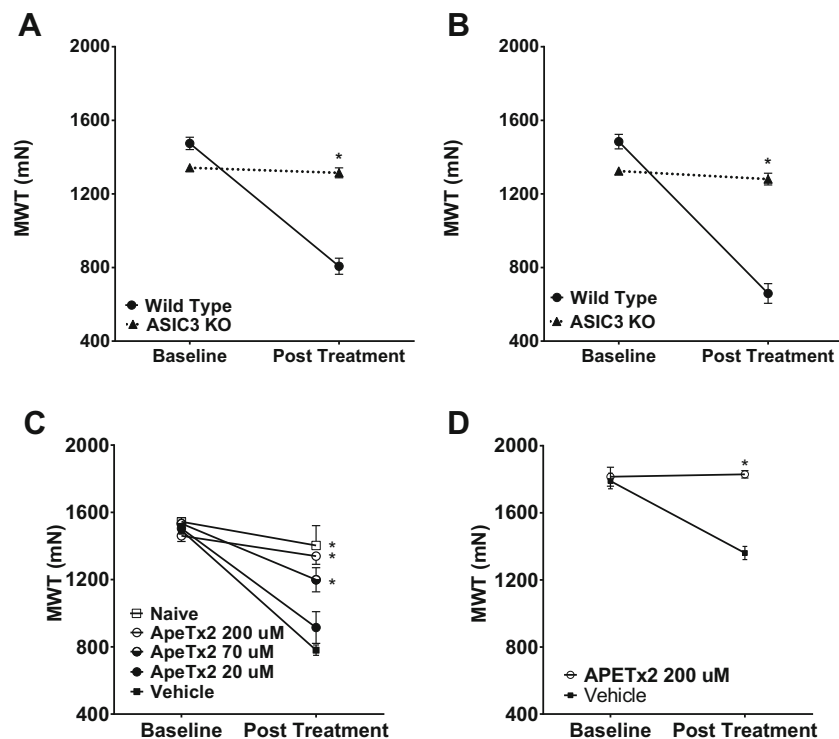 A
2000
1600
1200
800
400
MWT (mN)
*
Wild Type
ASIC3 KO
Baseline
Post Treatment
B
2000
1600
1200
800
400
MWT (mN)
*
Wild Type
ASIC3 KO
Baseline
Post Treatment
C
2000
1600
1200
800
400
MWT (mN)
*
*
*
Naive
ApeTx2 200 uM
ApeTx2 70 uM
ApeTx2 20 uM
Vehicle
Baseline
Post Treatment
D
2000
1600
1200
800
400
MWT (mN)
*
APETx2 200 uM
Vehicle
Baseline
Post Treatment